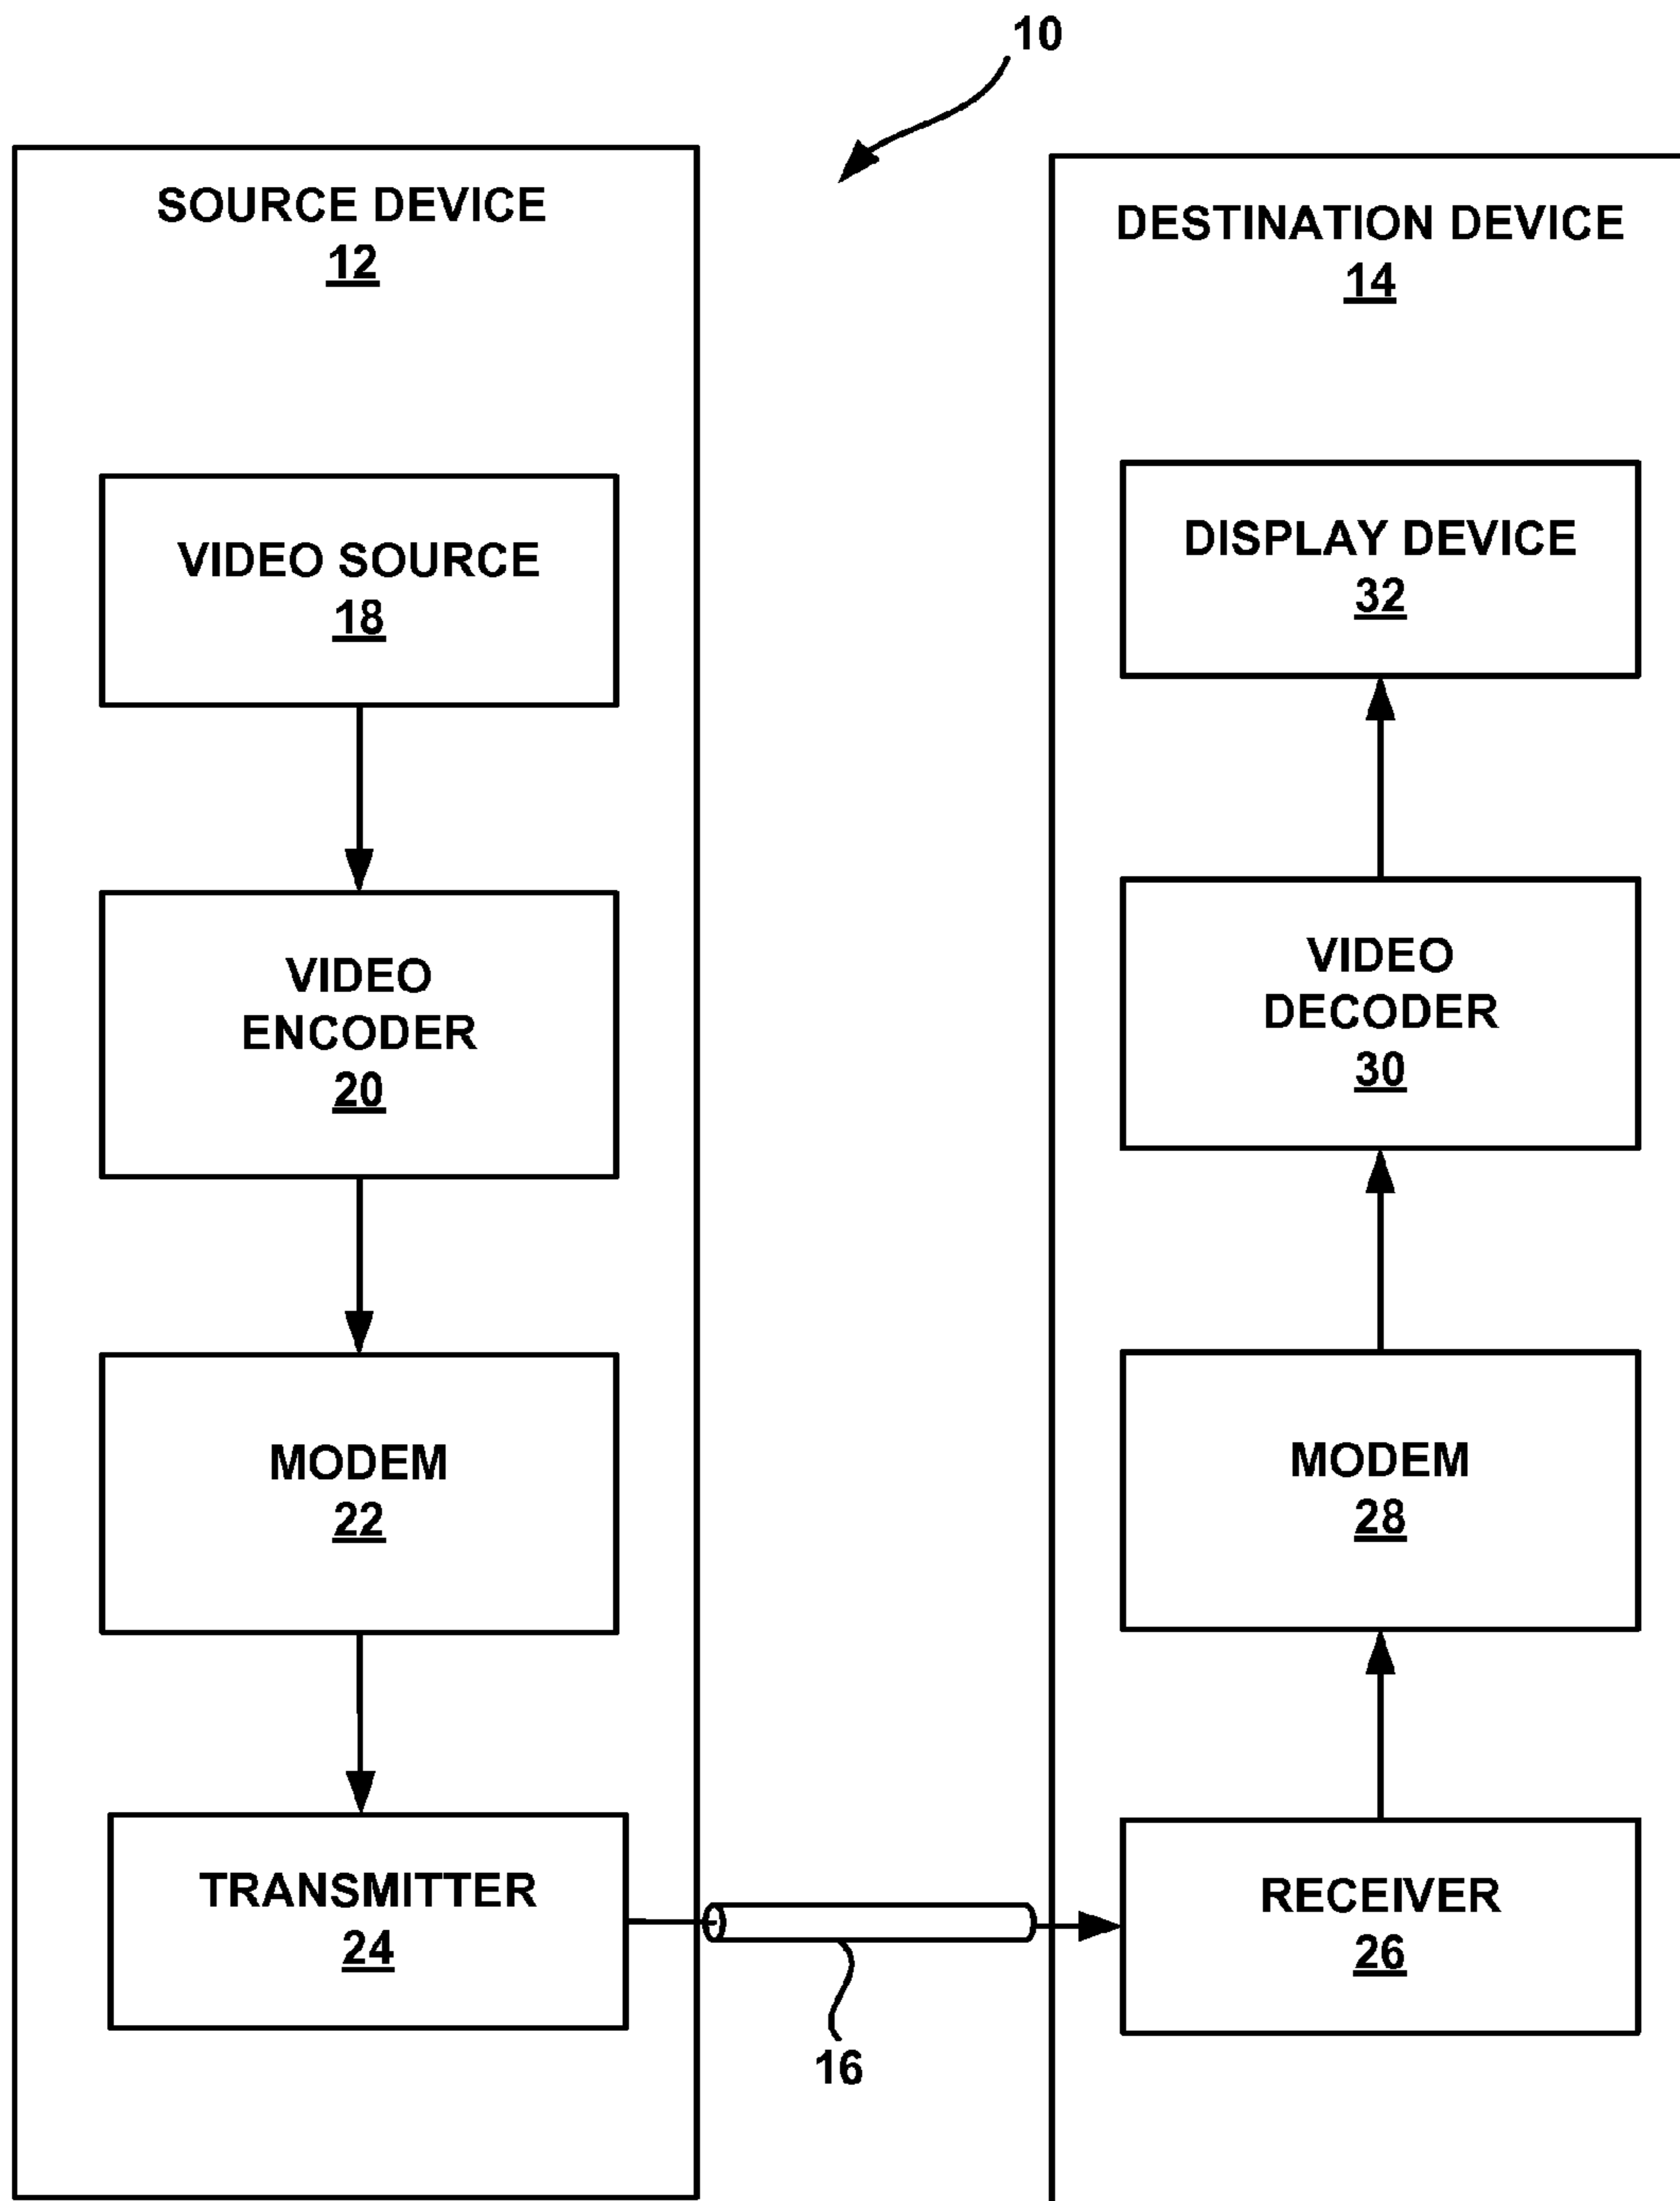 10
SOURCE DEVICE
12
VIDEO SOURCE
18
VIDEO
ENCODER
20
MODEM
22
TRANSMITTER
24
16
DESTINATION DEVICE
14
DISPLAY DEVICE
32
VIDEO
DECODER
30
MODEM
28
RECEIVER
26